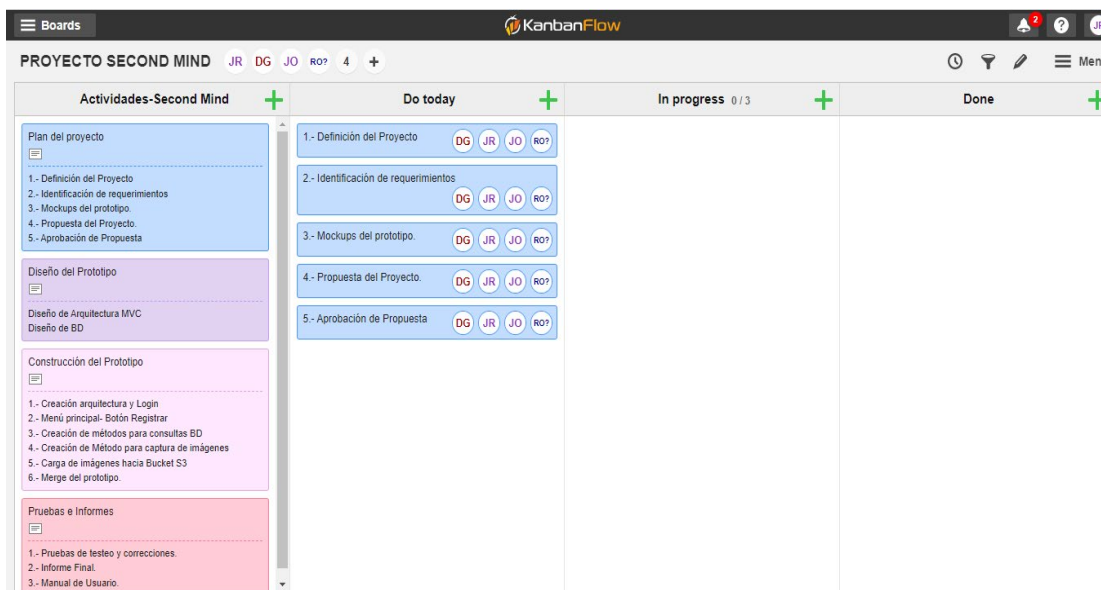 Boards
KanbanFlow
2
?
PROYECTO SECOND MIND JR DG JO RO? 4 +
Actividades-Second Mind
Plan del proyecto
1.- Definición del Proyecto
2.- Identificación de requerimientos
3.- Mockups del prototipo.
4.- Propuesta del Proyecto.
5.- Aprobación de Propuesta
Diseño del Prototipo
Diseño de Arquitectura MVC
Diseño de BD
Construcción del Prototipo
1.- Creación arquitectura y Login
2.- Menú principal- Botón Registrar
3.- Creación de métodos para consultas BD
4.- Creación de Método para captura de imágenes
5.- Carga de imágenes hacia Bucket S3
6.- Merge del prototipo.
Pruebas e Informes
1.- Pruebas de testeo y correcciones.
2.- Informe Final.
3.- Manual de Usuario.
Do today
1.- Definición del Proyecto DG JR JO RO?
2.- Identificación de requerimientos
DG JR JO RO?
3.- Mockups del prototipo. DG JR JO RO?
4.- Propuesta del Proyecto. DG JR JO RO?
5.- Aprobación de Propuesta DG JR JO RO?
In progress 0 / 3
Done